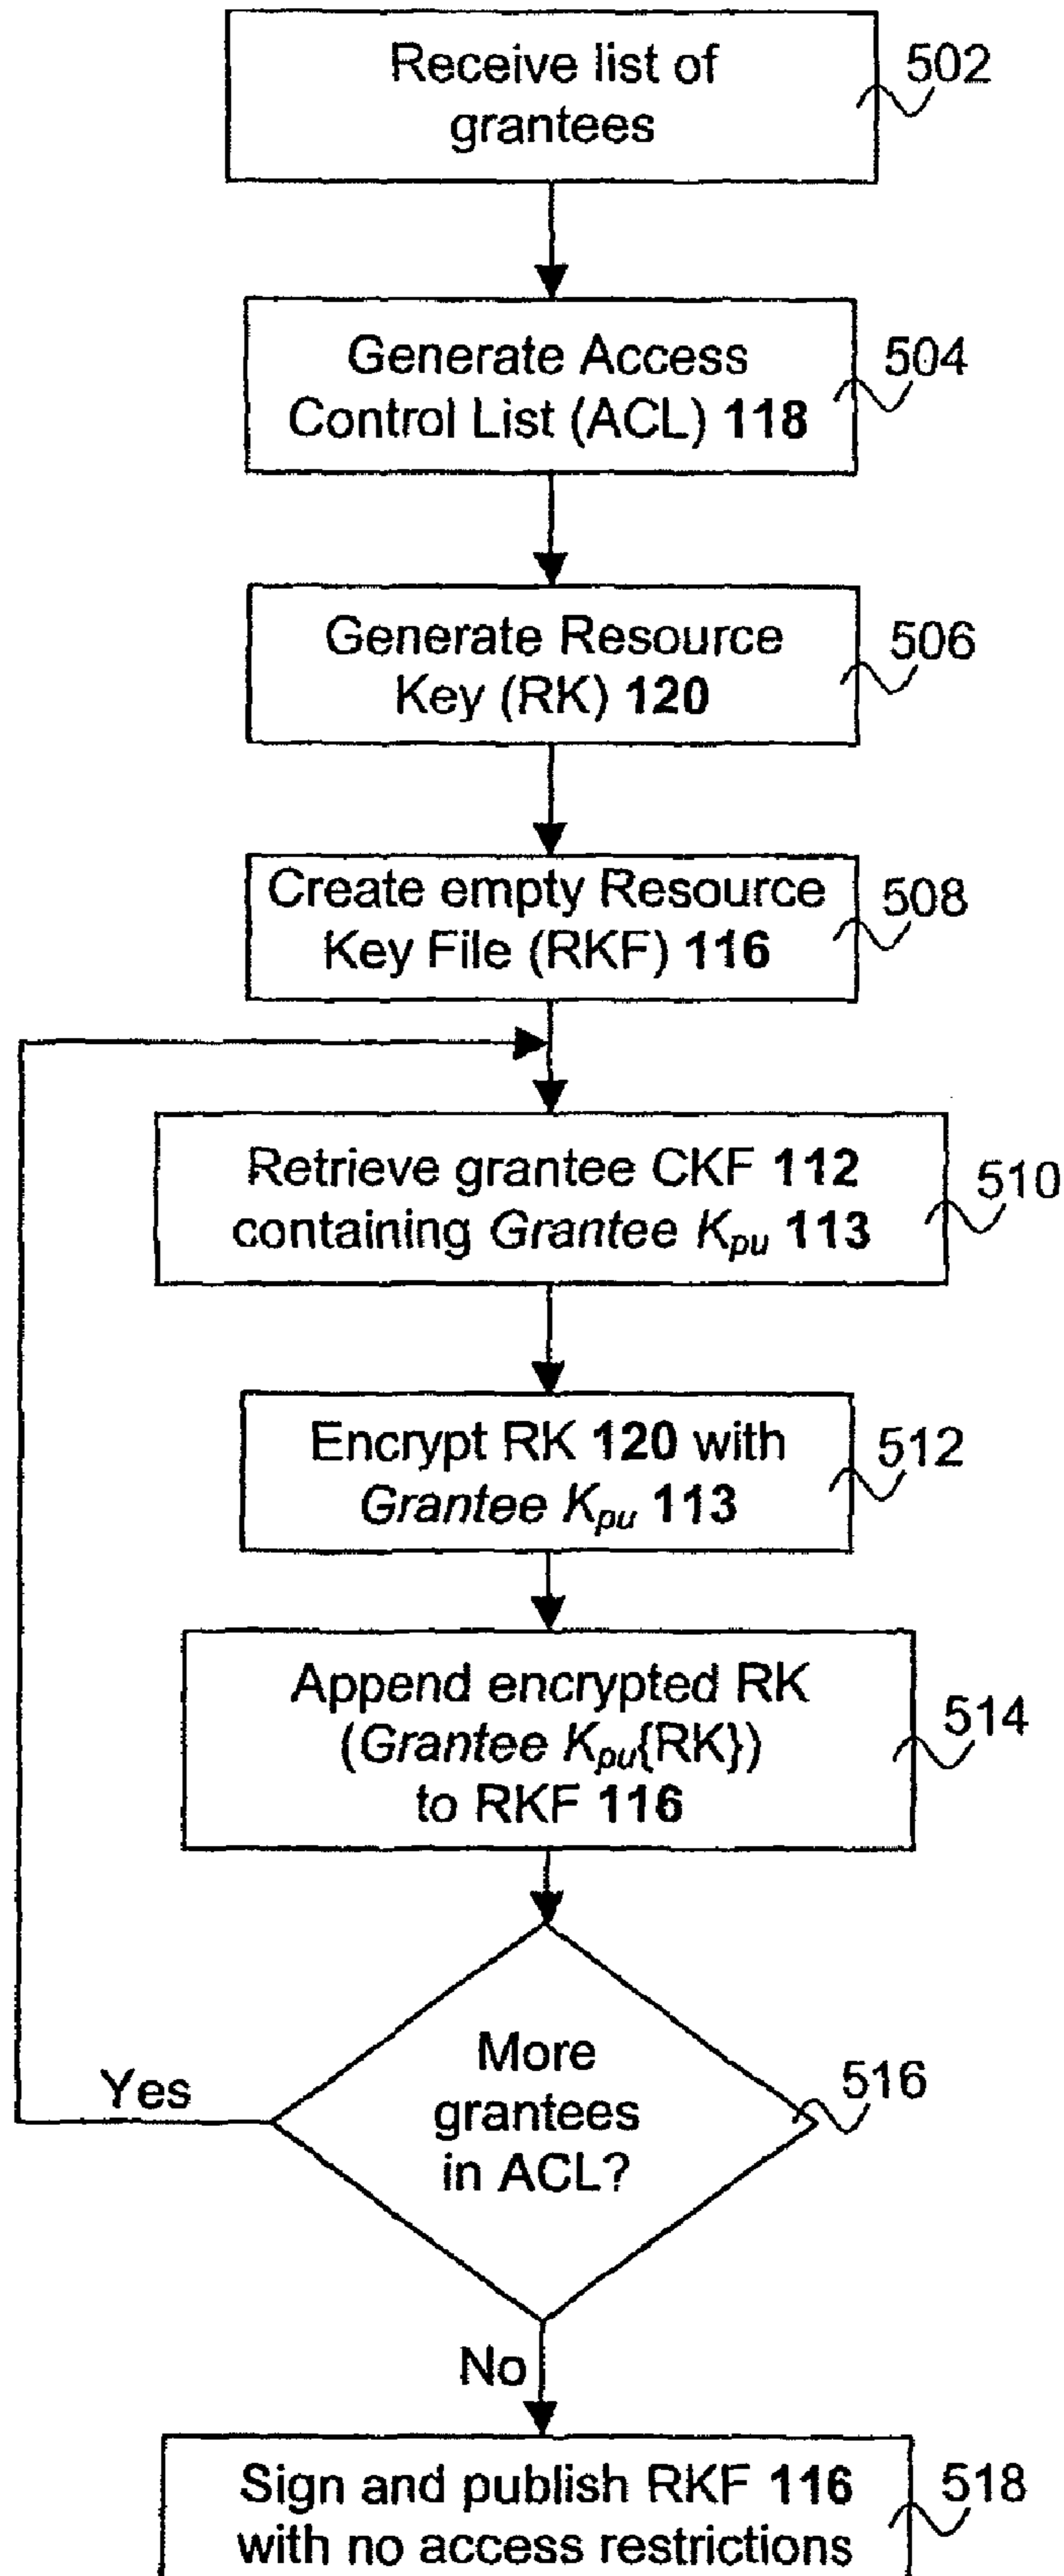 Receive list of
grantees
502
Generate Access
Control List (ACL) 118
504
Generate Resource
Key (RK) 120
506
Create empty Resource
Key File (RKF) 116
508
Retrieve grantee CKF 112
containing Grantee Kpu 113
510
Encrypt RK 120 with
Grantee Kpu 113
512
Append encrypted RK
(Grantee Kpu{RK})
to RKF 116
514
More
grantees
in ACL?
516
Yes
No
Sign and publish RKF 116
with no access restrictions
518